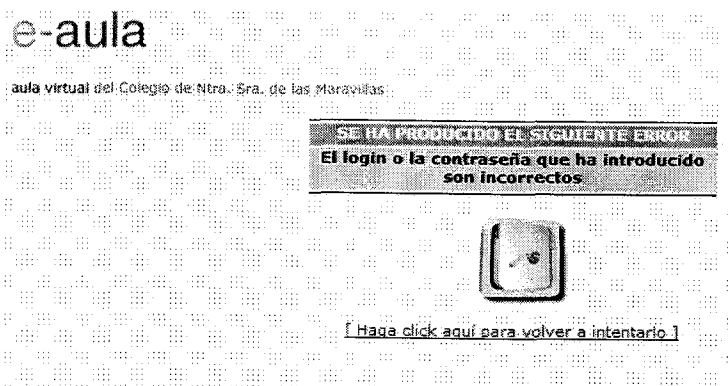 e-aula
aula virtual del Colegio de Ntra. Sra. de las Maravillas
SE HA PRODUCIDO EL SIGUIENTE ERROR
El login o la contraseña que ha introducido
son incorrectos
[ Haga click aquí para volver a intentarlo ]